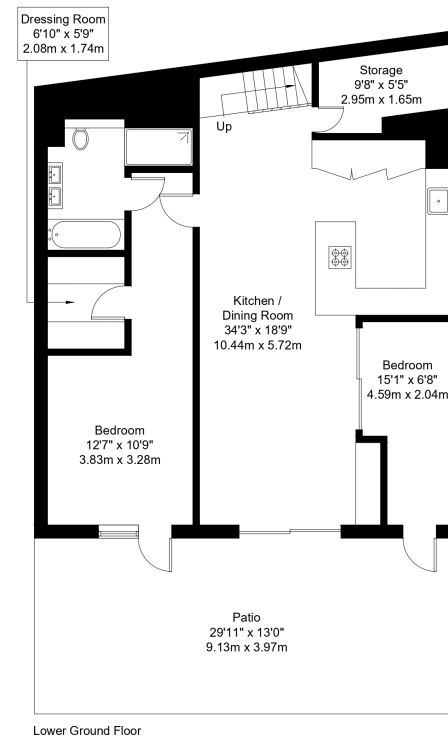 Dressing Room
6'10" x 5'9"
2.08m x 1.74m
Storage
9'8" x 5'5"
2.95m x 1.65m
Up
Kitchen /
Dining Room
34'3" x 18'9"
10.44m x 5.72m
Bedroom
15'1" x 6'8"
4.59m x 2.04m
Bedroom
12'7" x 10'9"
3.83m x 3.28m
Patio
29'11" x 13'0"
9.13m x 3.97m
Lower Ground Floor